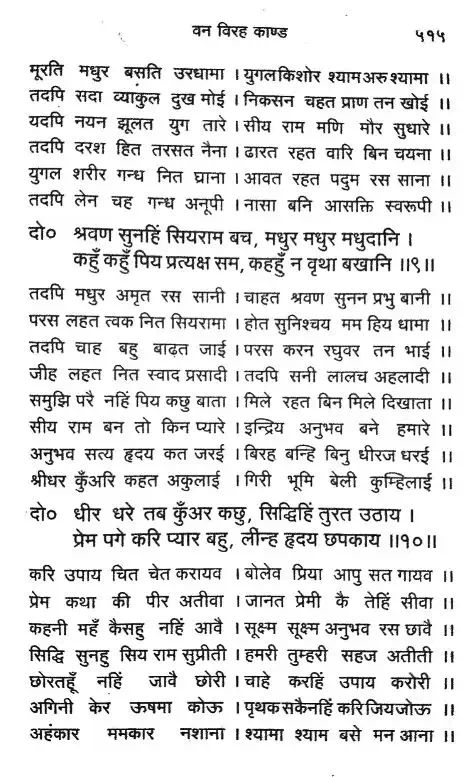 वन विरह काण्ड ५१५
मूरति मधुर बसति उरधामा । युगलकिशोर श्यामअरु श्यामा ।।
तदपि सदा व्याकुल दुख मोई । निकसन चहत प्राण तन खोई ।।
यदपि नयन झूलत युग तारे । सीय राम मणि मौर सुधारे ।।
तदपि दरश हित तरसत नैना । ढारत रहत वारि बिन चयना ।।
युगल शरीर गन्ध नित घ्राना । आवत रहत पदुम रस साना ।।
तदपि लेन चह गन्ध अनूपी । नासा बनि आसक्ति स्वरूपी ।।
दो० श्रवण सुनहिं सियराम बच, मधुर मधुर मधुदानि ।
कहुँ कहुँ पिय प्रत्यक्ष सम, कहहुँ न वृथा बखानि ।।९।।
तदपि मधुर अमृत रस सानी । चाहत श्रवण सुनन प्रभु बानी ।।
परस लहत त्वक नित सियरामा । होत सुनिश्चय मम हिय धामा ।।
तदपि चाह बहु बाढ़त जाई । परस करन रघुवर तन भाई ।।
जीह लहत नित स्वाद प्रसादी । तदपि सनी लालच अहलादी ।।
समुझि परै नहिं पिय कछु बाता । मिले रहत बिन मिले दिखाता ।।
सीय राम बन तो किन प्यारे । इन्द्रिय अनुभव बने हमारे ।।
अनुभव सत्य हृदय कत जरई । बिरह बन्हि बिनु धीरज धरई ।।
श्रीधर कुँअरि कहत अकुलाई । गिरी भूमि बेली कुम्हिलाई ।।
दो० धीर धरे तब कुँअर कछु, सिद्धिहिं तुरत उठाय ।
प्रेम पगे करि प्यार बहु, लीन्ह हृदय छपकाय ।।१०।।
करि उपाय चित चेत करायव । बोलेव प्रिया आपु सत गायव ।।
प्रेम कथा की पीर अतीवा । जानत प्रेमी कै तेहिं सीवा ।।
कहनी महँ कैसहु नहिं आवै । सूक्ष्म सूक्ष्म अनुभव रस छावै ।।
सिद्धि सुनहु सिय राम सुप्रीती । हमरी तुम्हरी सहज अतीती ।।
छोरतहूँ नहिं जावै छोरी । चाहे करहिं उपाय करोरी ।।
अगिनी केर ऊषमा कोऊ । पृथक सकै नहिं करि जिय जोऊ ।।
अहंकार ममकार नशाना । श्यामा श्याम बसे मन आना ।।